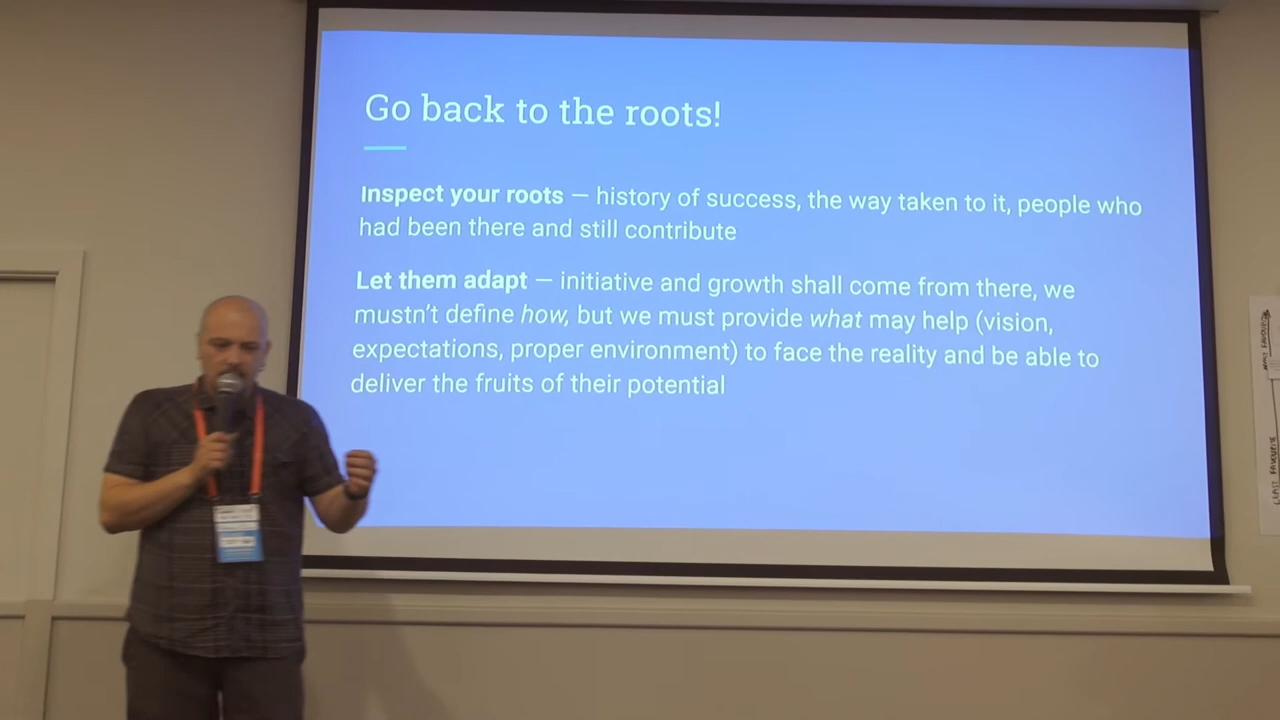 Go back to the roots!
Inspect your roots — history of success, the way taken to it, people who
had been there and still contribute
Let them adapt — initiative and growth shall come from there, we
mustn't define how, but we must provide what may help (vision,
expectations, proper environment) to face the reality and be able to
deliver the fruits of their potential
LEAST FAVOURITE